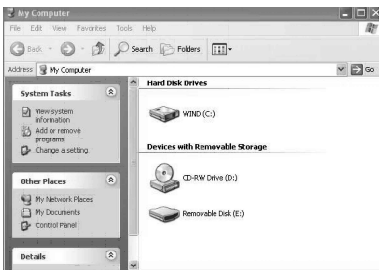 My Computer
File Edit View Favorites Tools Help
Back Search Folders
Address My Computer Go
System Tasks
View system
information
Add or remove
programs
Change a setting
Other Places
My Network Places
My Documents
Control Panel
Details
Hard Disk Drives
WIND (C:)
Devices with Removable Storage
CD-RW Drive (D:)
Removable Disk (E:)